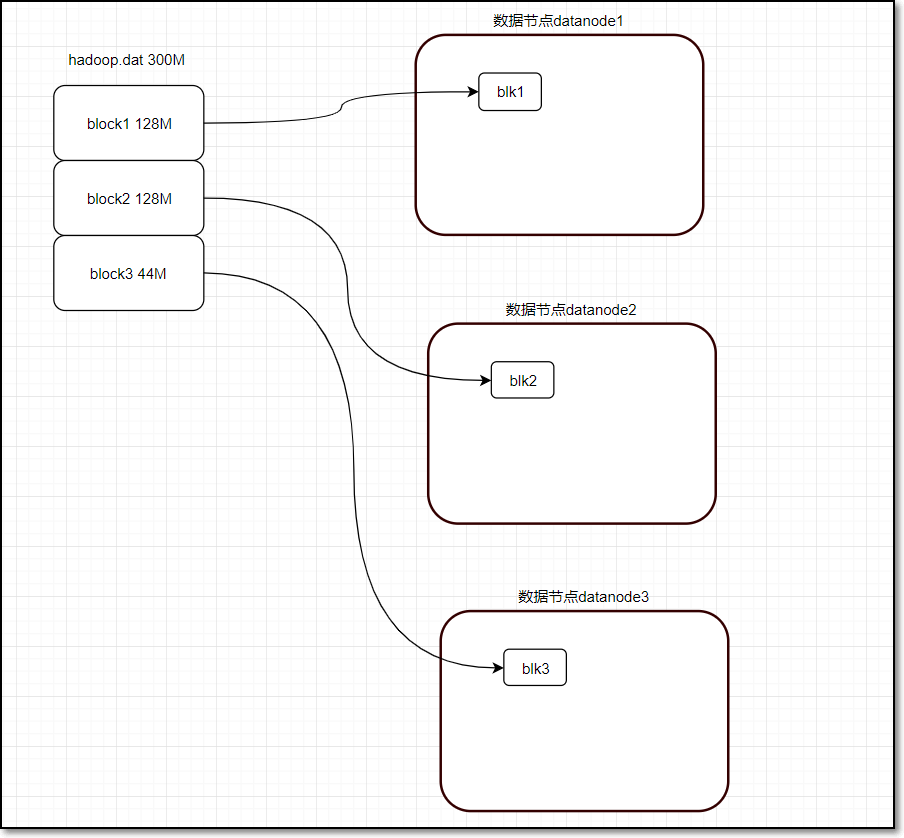 hadoop.dat 300M
block1 128M
block2 128M
block3 44M
数据节点datanode1
blk1
数据节点datanode2
blk2
数据节点datanode3
blk3